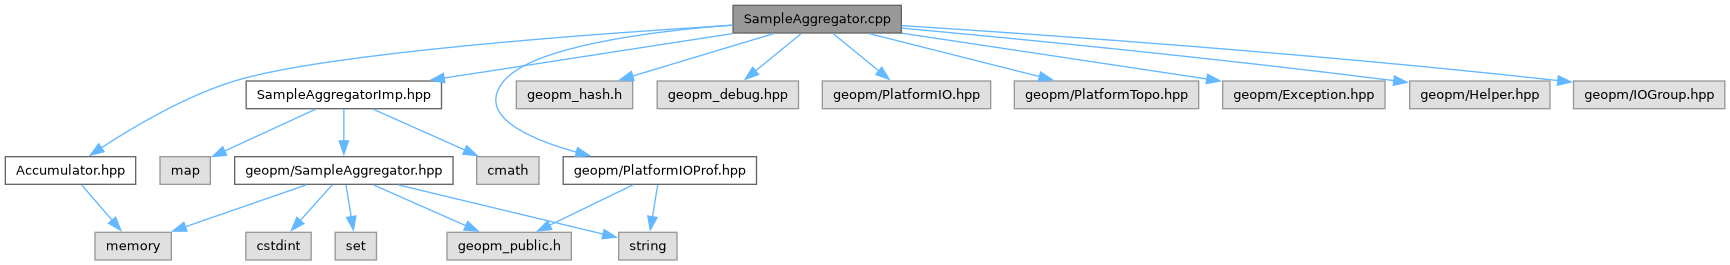 SampleAggregator.cpp
SampleAggregatorImp.hpp
geopm_hash.h
geopm_debug.hpp
geopm/PlatformIO.hpp
geopm/PlatformTopo.hpp
geopm/Exception.hpp
geopm/Helper.hpp
geopm/IOGroup.hpp
Accumulator.hpp
map
geopm/SampleAggregator.hpp
cmath
geopm/PlatformIOProf.hpp
memory
cstdint
set
geopm_public.h
string